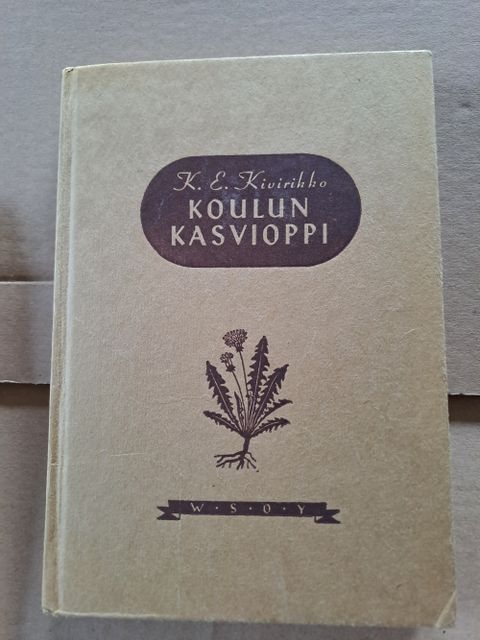 K. E. Kivirikko
KOULUN
KASVIOPPI
W·S·O·Y